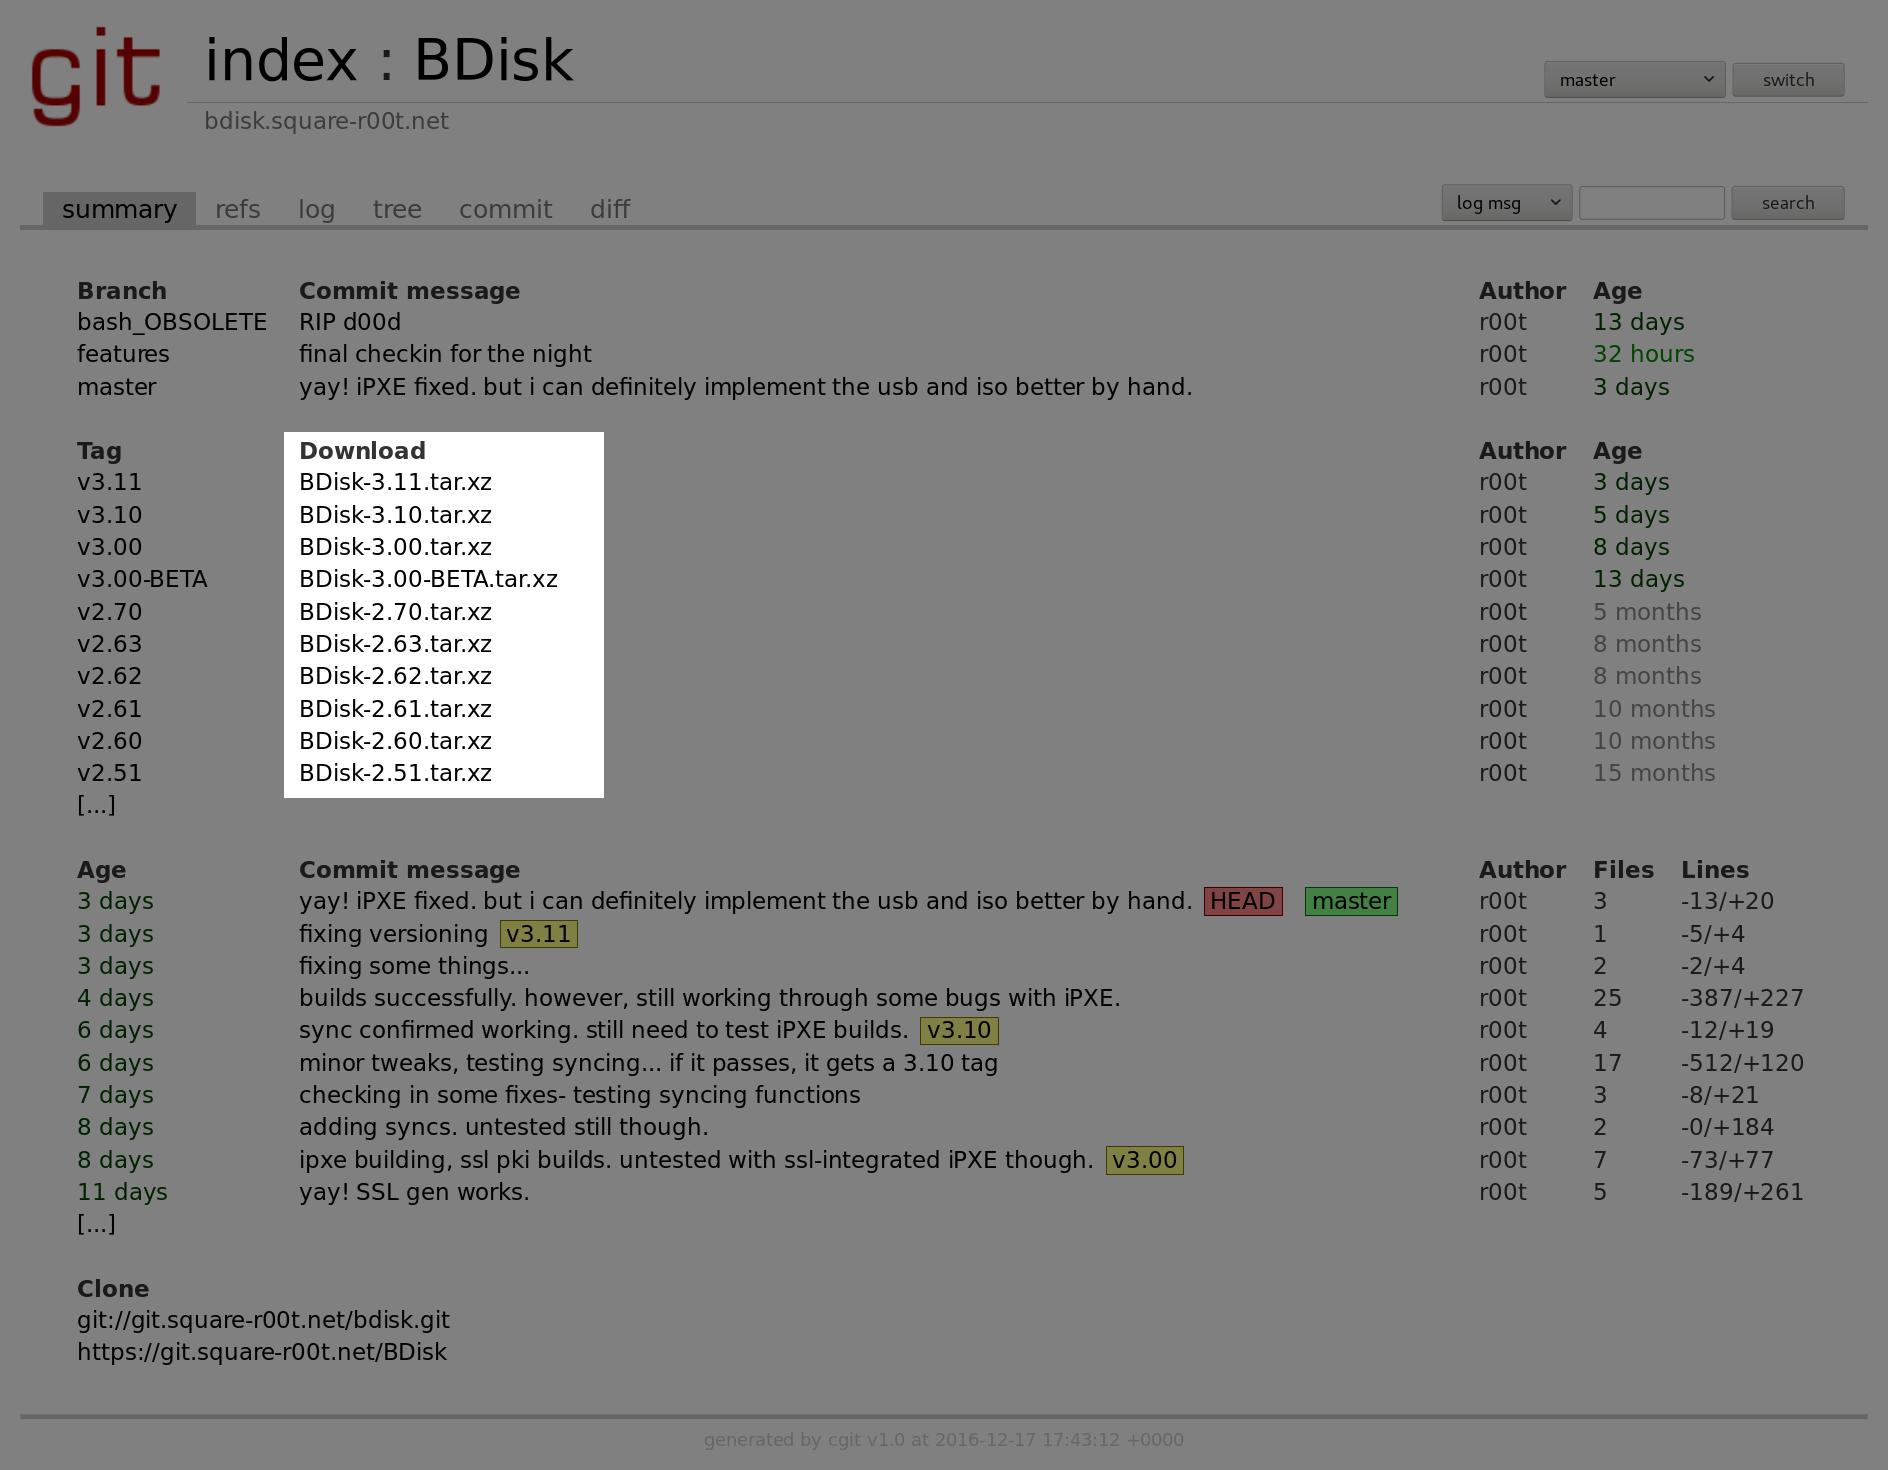 git
index : BDisk
master switch
bdisk.square-r00t.net
summary refs log tree commit diff log msg search
Branch Commit message Author Age
bash_OBSOLETE RIP d00d r00t 13 days
features final checkin for the night r00t 32 hours
master yay! iPXE fixed. but i can definitely implement the usb and iso better by hand. r00t 3 days
Tag Download Author Age
v3.11 BDisk-3.11.tar.xz r00t 3 days
v3.10 BDisk-3.10.tar.xz r00t 5 days
v3.00 BDisk-3.00.tar.xz r00t 8 days
v3.00-BETA BDisk-3.00-BETA.tar.xz r00t 13 days
v2.70 BDisk-2.70.tar.xz r00t 5 months
v2.63 BDisk-2.63.tar.xz r00t 8 months
v2.62 BDisk-2.62.tar.xz r00t 8 months
v2.61 BDisk-2.61.tar.xz r00t 10 months
v2.60 BDisk-2.60.tar.xz r00t 10 months
v2.51 BDisk-2.51.tar.xz r00t 15 months
[...]
Age Commit message Author Files Lines
3 days yay! iPXE fixed. but i can definitely implement the usb and iso better by hand. HEAD master r00t 3 -13/+20
3 days fixing versioning v3.11 r00t 1 -5/+4
3 days fixing some things... r00t 2 -2/+4
4 days builds successfully. however, still working through some bugs with iPXE. r00t 25 -387/+227
6 days sync confirmed working. still need to test iPXE builds. v3.10 r00t 4 -12/+19
6 days minor tweaks, testing syncing... if it passes, it gets a 3.10 tag r00t 17 -512/+120
7 days checking in some fixes- testing syncing functions r00t 3 -8/+21
8 days adding syncs. untested still though. r00t 2 -0/+184
8 days ipxe building, ssl pki builds. untested with ssl-integrated iPXE though. v3.00 r00t 7 -73/+77
11 days yay! SSL gen works. r00t 5 -189/+261
[...]
Clone
git://git.square-r00t.net/bdisk.git
https://git.square-r00t.net/BDisk
generated by cgit v1.0 at 2016-12-17 17:43:12 +0000